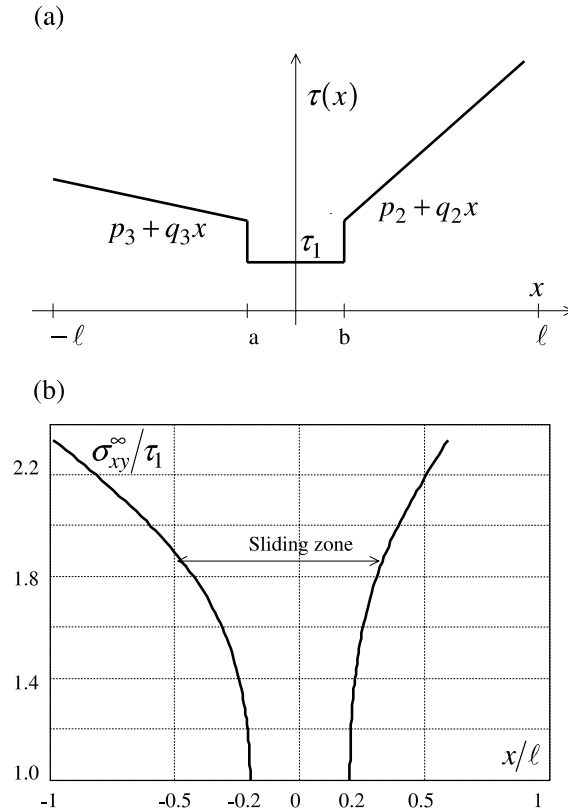 (a)
τ(x)
p₃ + q₃x
τ₁
p₂ + q₂x
x
−ℓ
a
b
ℓ
(b)
σ∞xy/τ₁
2.2
Sliding zone
1.8
1.4
1.0
x/ℓ
-1
-0.5
-0.2
0
0.2
0.5
1